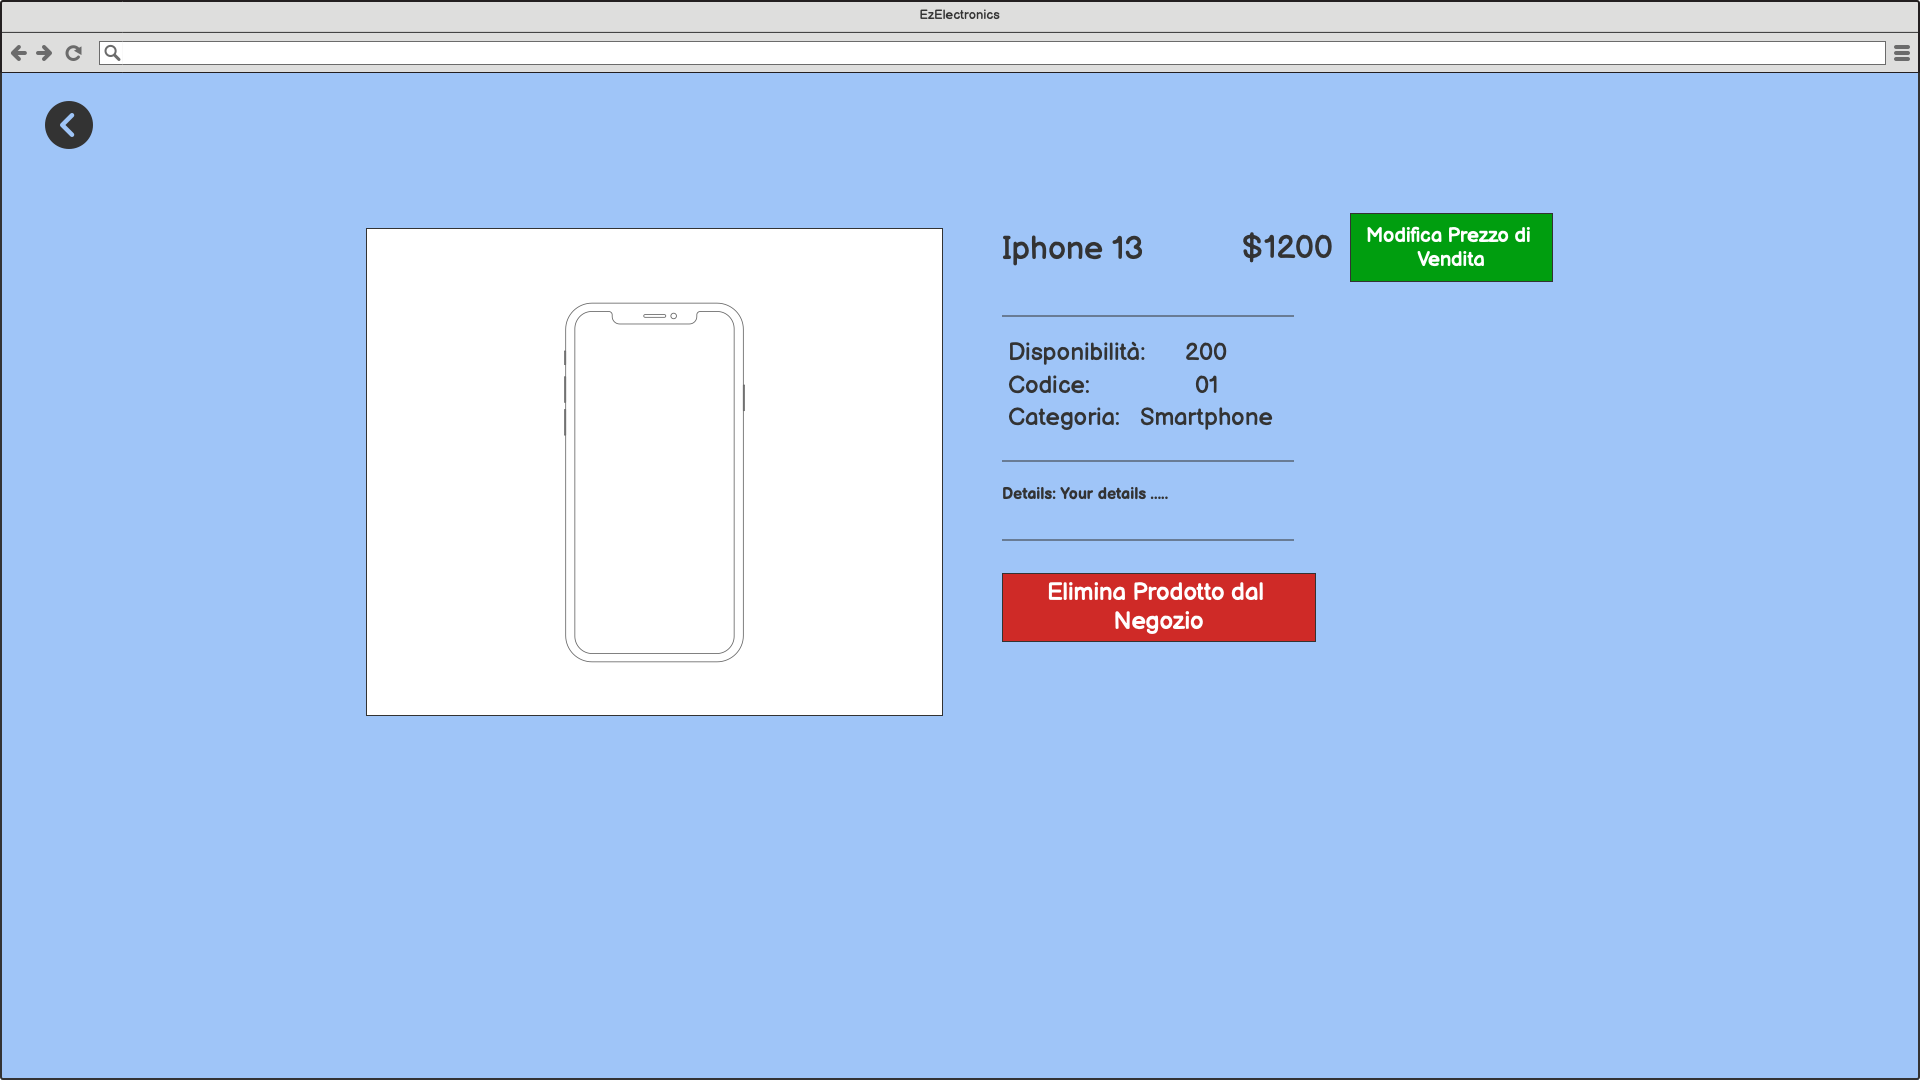 EzElectronics
Iphone 13
$1200
Modifica Prezzo di
Vendita
Disponibilità: 200
Codice: 01
Categoria: Smartphone
Details: Your details .....
Elimina Prodotto dal
Negozio